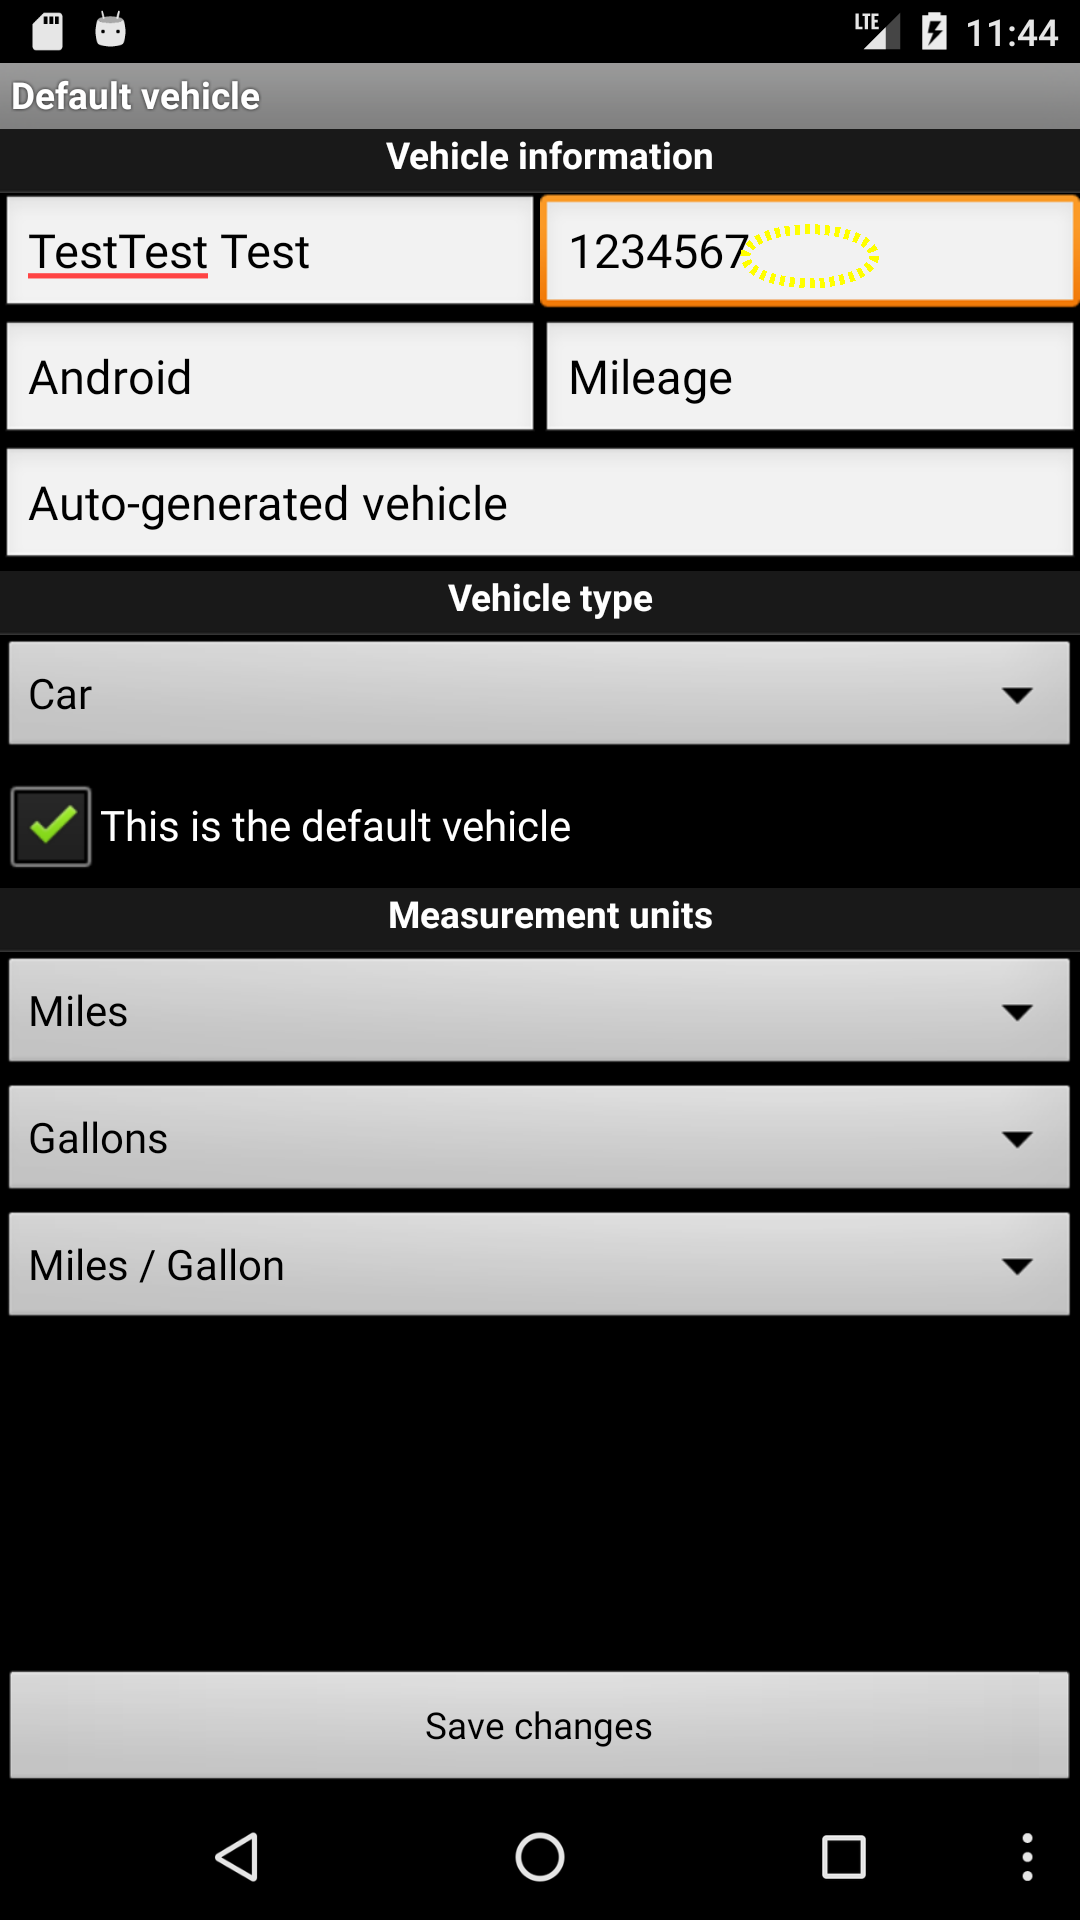 LTE 11:44
Default vehicle
Vehicle information
TestTest Test 1234567
Android Mileage
Auto-generated vehicle
Vehicle type
Car
This is the default vehicle
Measurement units
Miles
Gallons
Miles / Gallon
Save changes